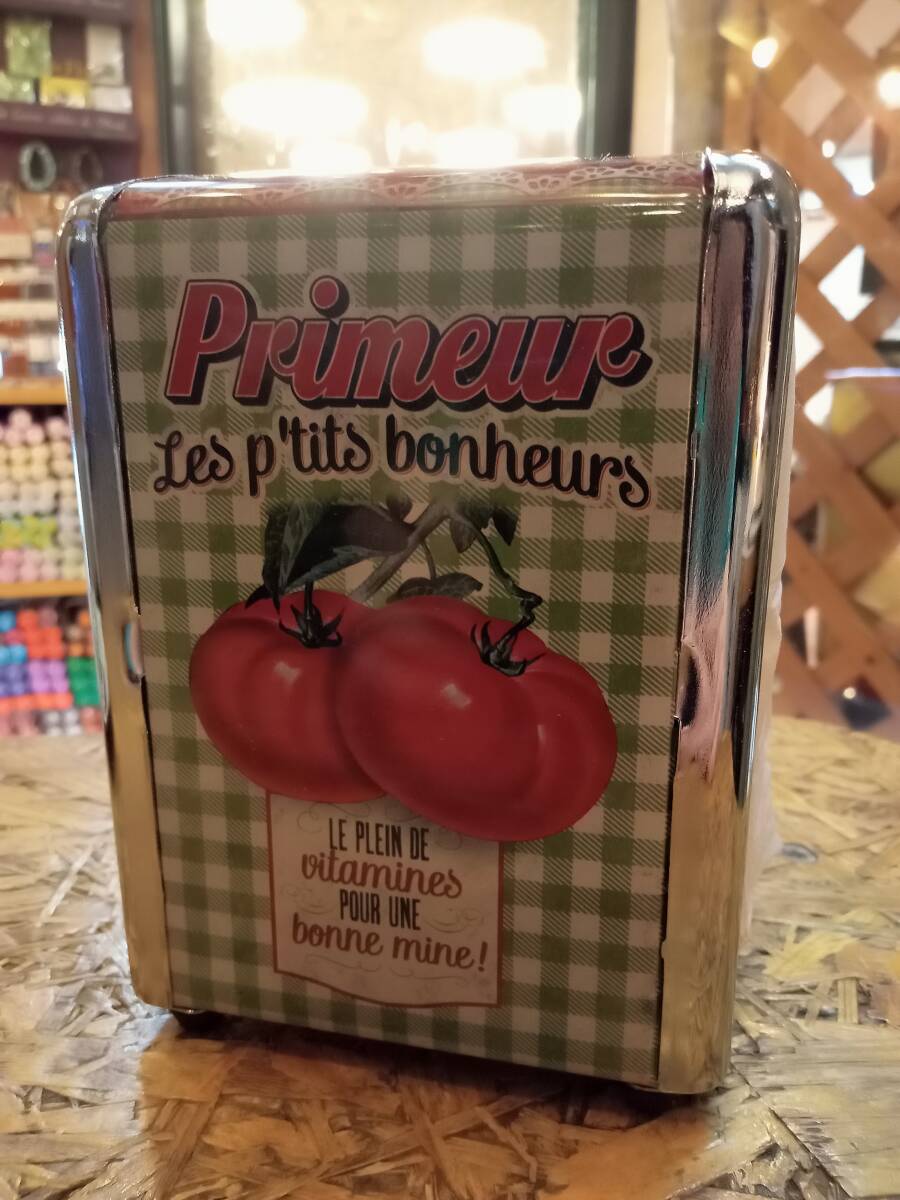 Primeur
Les p'tits bonheurs
LE PLEIN DE
vitamines
POUR UNE
bonne mine!